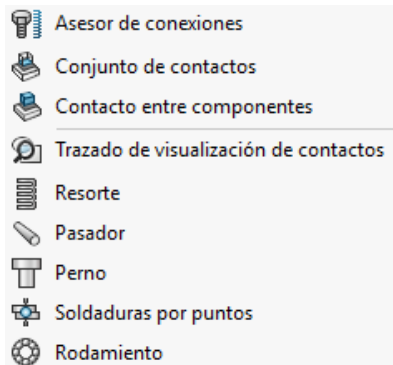 Asesor de conexiones
Conjunto de contactos
Contacto entre componentes
Trazado de visualización de contactos
Resorte
Pasador
Perno
Soldaduras por puntos
Rodamiento